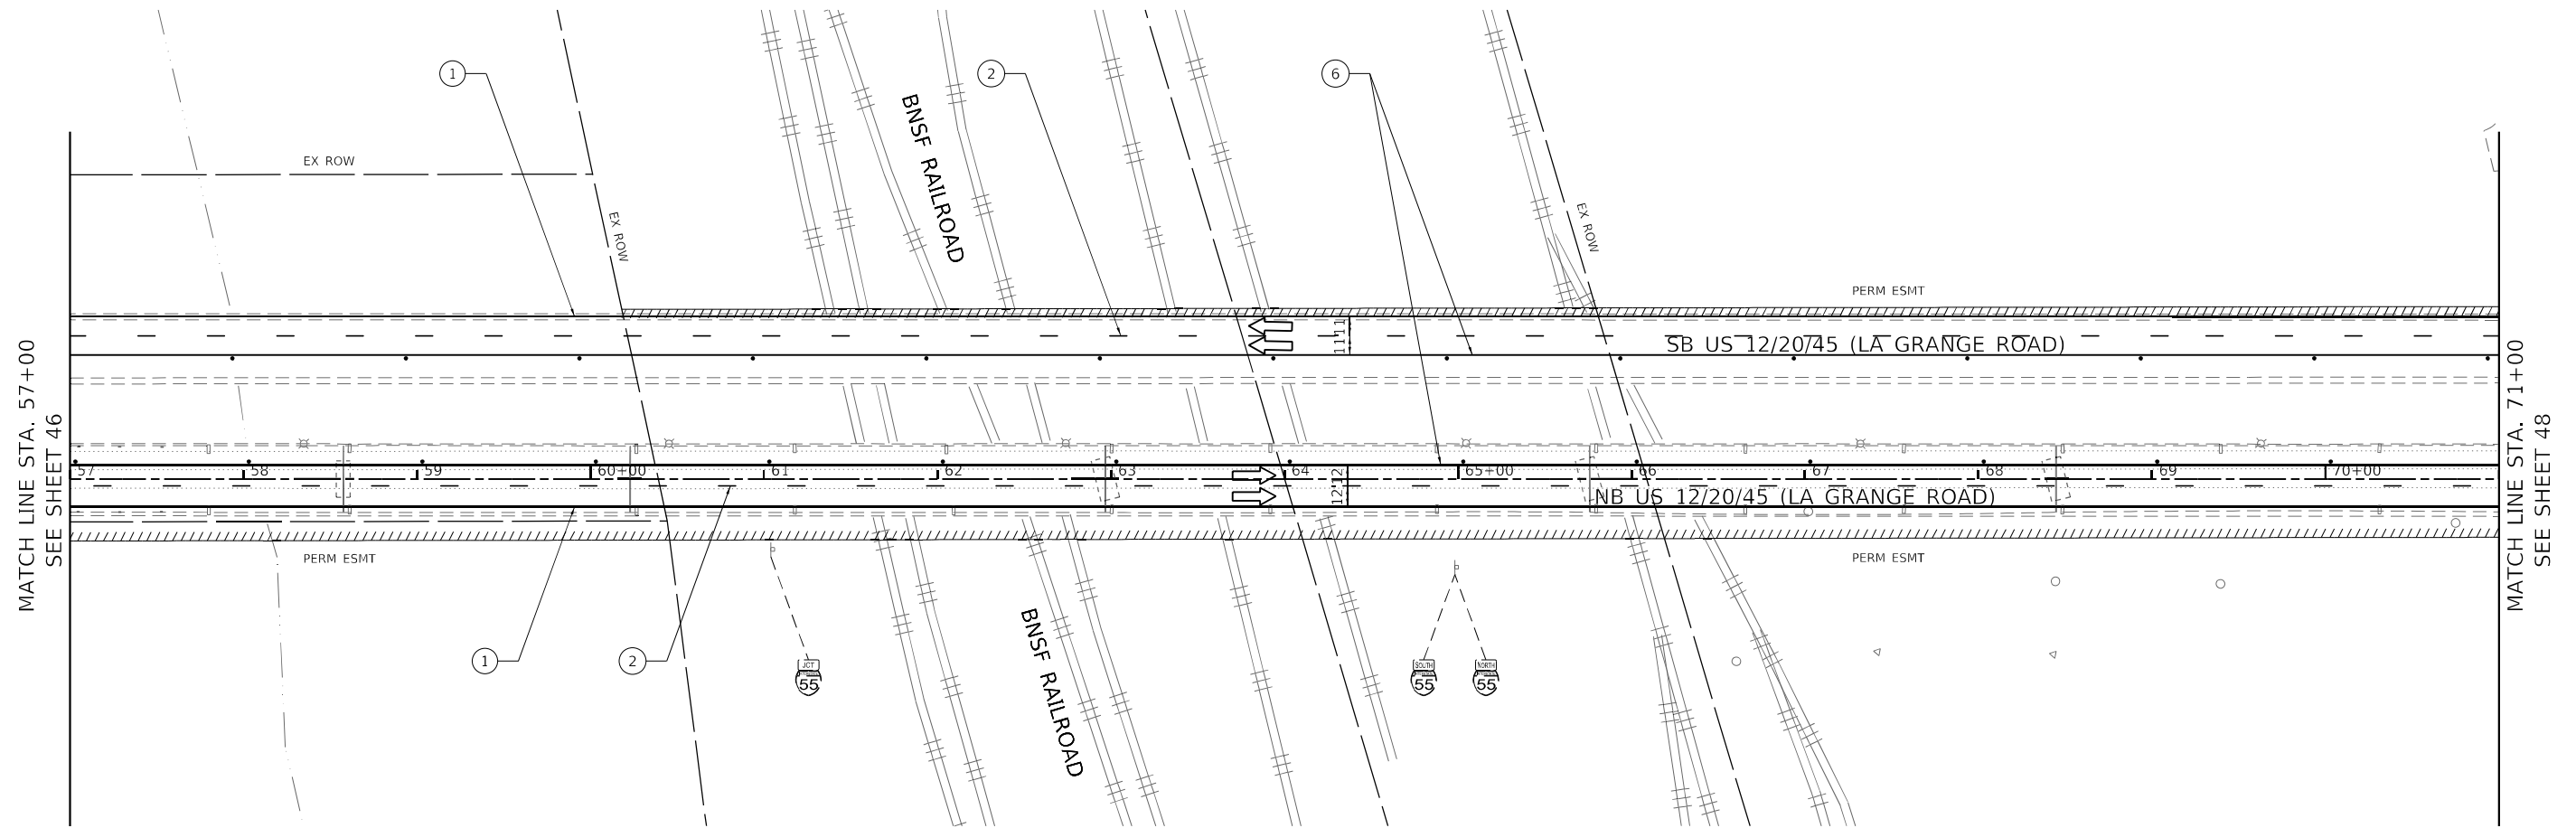 1
2
6
BNSF RAILROAD
EX ROW
EX ROW
EX ROW
PERM ESMT
11'11'
SB US 12/20/45 (LA GRANGE ROAD)
MATCH LINE STA. 57+00
SEE SHEET 46
MATCH LINE STA. 71+00
SEE SHEET 48
57 58 59 60+00 61 62 63 64 65+00 66 67 68 69 70+00
12'12'
NB US 12/20/45 (LA GRANGE ROAD)
PERM ESMT
PERM ESMT
1
2
BNSF RAILROAD
JCT
55
SOUTH
55
NORTH
55